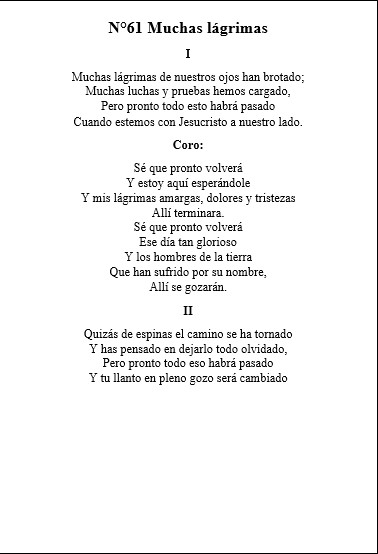 N°61 Muchas lágrimas
I
Muchas lágrimas de nuestros ojos han brotado;
Muchas luchas y pruebas hemos cargado,
Pero pronto todo esto habrá pasado
Cuando estemos con Jesucristo a nuestro lado.
Coro:
Sé que pronto volverá
Y estoy aquí esperándole
Y mis lágrimas amargas, dolores y tristezas
Allí terminara.
Sé que pronto volverá
Ese día tan glorioso
Y los hombres de la tierra
Que han sufrido por su nombre,
Allí se gozarán.
II
Quizás de espinas el camino se ha tornado
Y has pensado en dejarlo todo olvidado,
Pero pronto todo eso habrá pasado
Y tu llanto en pleno gozo será cambiado